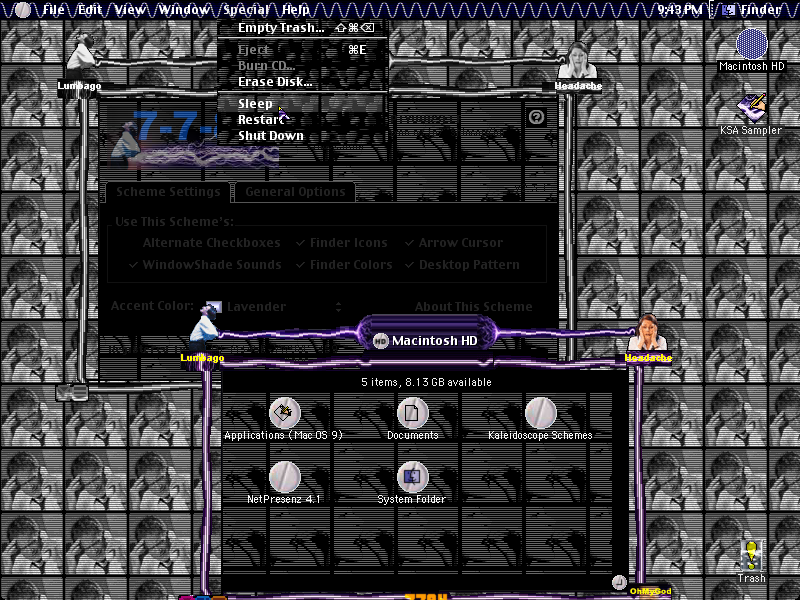 File Edit View Window Special Help 9:43 PM Finder
Empty Trash... ⇧⌘⌫
Eject ⌘E
Burn CD...
Erase Disk...
Sleep
Restart
Shut Down
Lumbago
Headache
Macintosh HD
KSA Sampler
7-7-
Scheme Settings
General Options
Use This Scheme's:
Alternate Checkboxes
✓ Finder Icons
✓ Arrow Cursor
✓ WindowShade Sounds
✓ Finder Colors
✓ Desktop Pattern
Accent Color: Lavender
About This Scheme
HD Macintosh HD
Lumbago
Headache
5 items, 8.13 GB available
Applications (Mac OS 9)
Documents
Kaleidoscope Schemes
NetPresenz 4.1
System Folder
Trash
OhMyGod